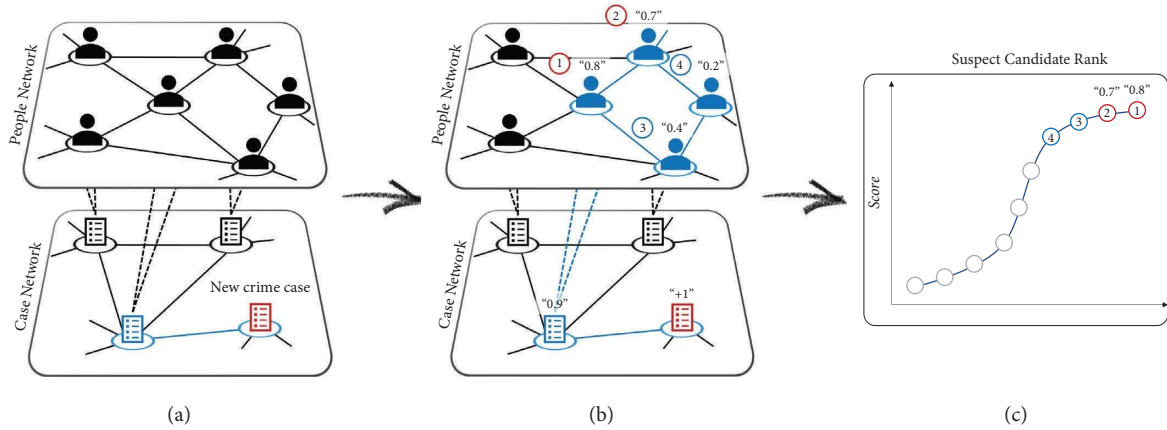 People Network
Case Network
New crime case
(a)
2 “0.7”
1 “0.8”
4 “0.2”
3 “0.4”
“0.9”
“+1”
People Network
Case Network
(b)
Suspect Candidate Rank
Score
“0.7” “0.8”
4 3 2 1
(c)